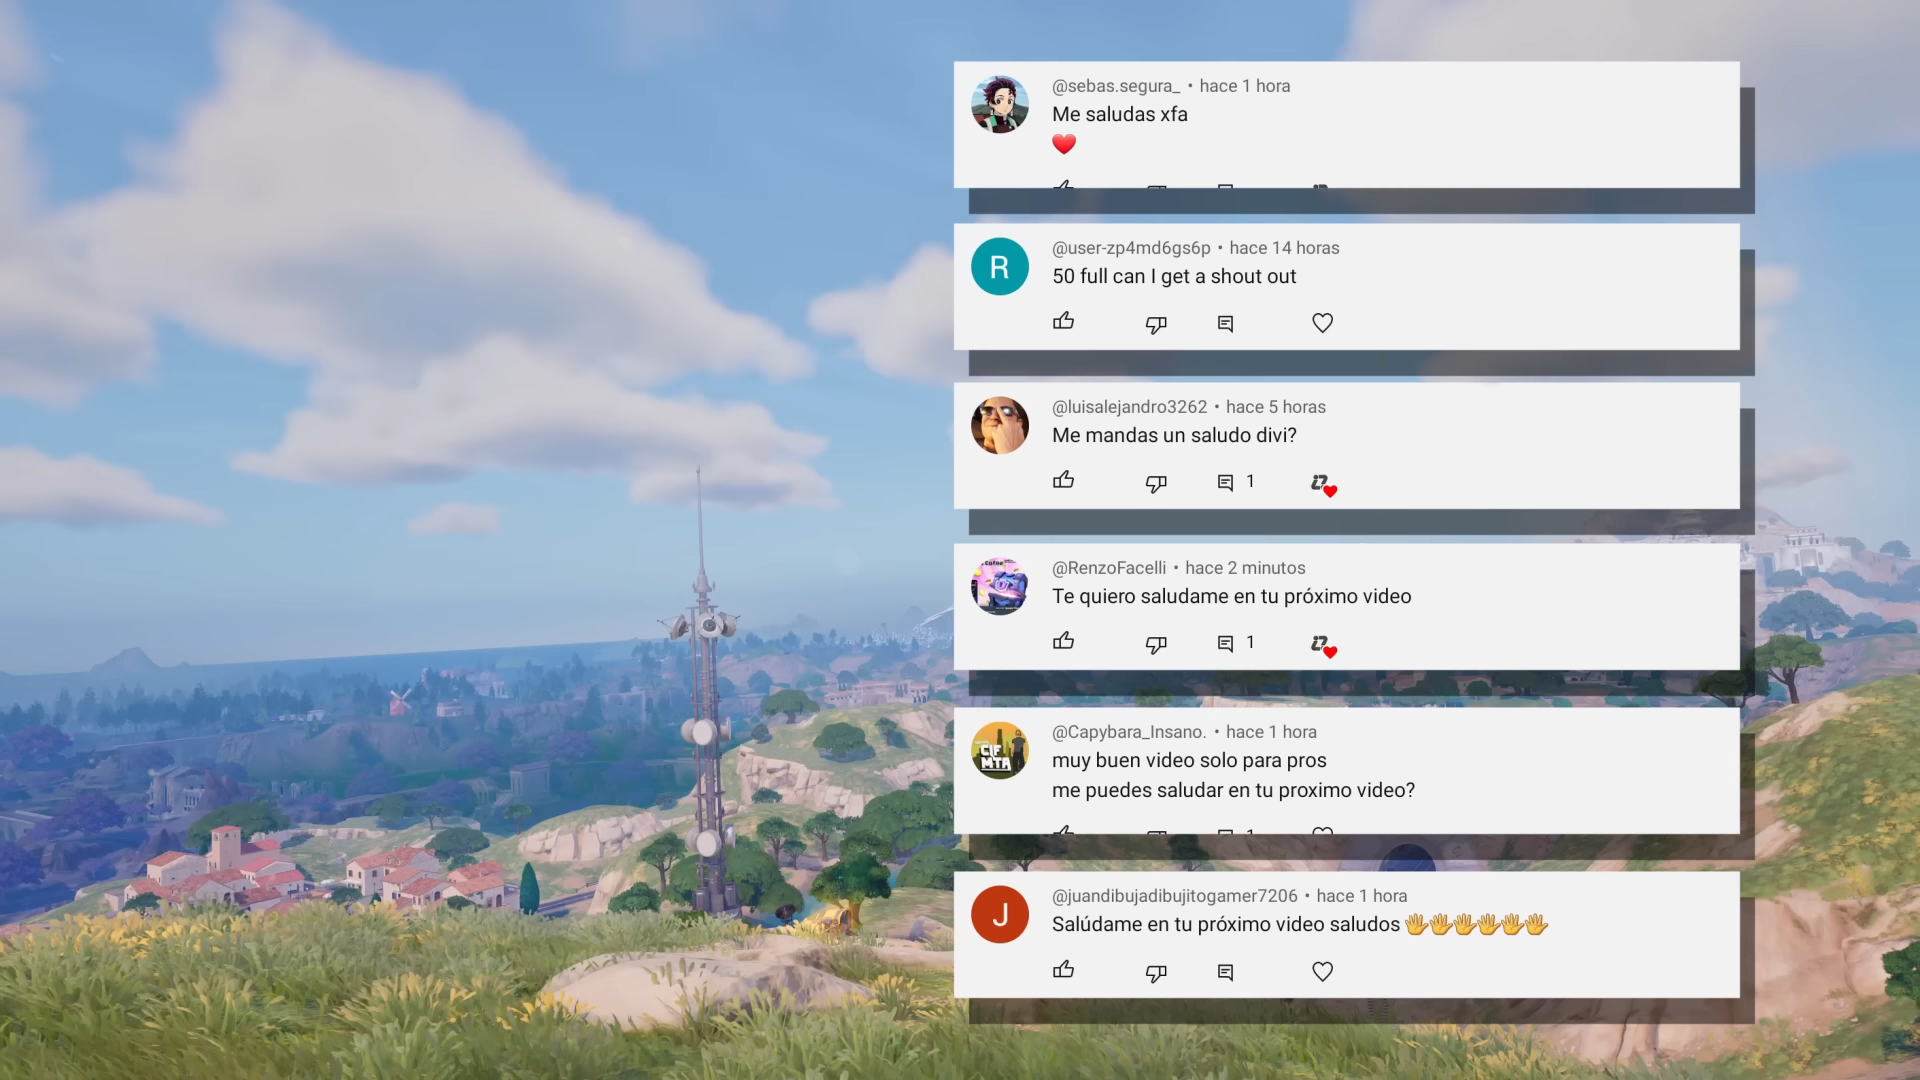 @sebas.segura_ • hace 1 hora
Me saludas xfa
❤️
R
@user-zp4md6gs6p • hace 14 horas
50 full can I get a shout out
@luisalejandro3262 • hace 5 horas
Me mandas un saludo divi?
1
@RenzoFacelli • hace 2 minutos
Te quiero saludame en tu próximo video
1
CIF
MTA
@Capybara_Insano. • hace 1 hora
muy buen video solo para pros
me puedes saludar en tu proximo video?
1
J
@juandibujadibujitogamer7206 • hace 1 hora
Salúdame en tu próximo video saludos 👋👋👋👋👋👋